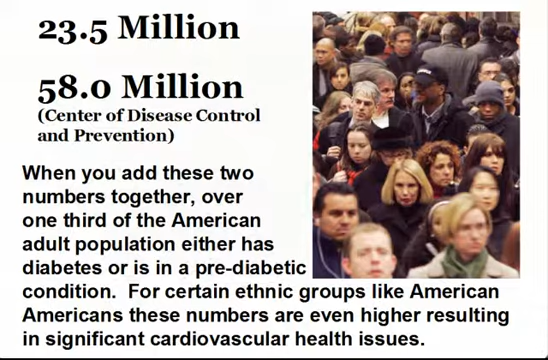 23.5 Million
58.0 Million
(Center of Disease Control
and Prevention)
When you add these two
numbers together, over
one third of the American
adult population either has
diabetes or is in a pre-diabetic
condition. For certain ethnic groups like American
Americans these numbers are even higher resulting
in significant cardiovascular health issues.